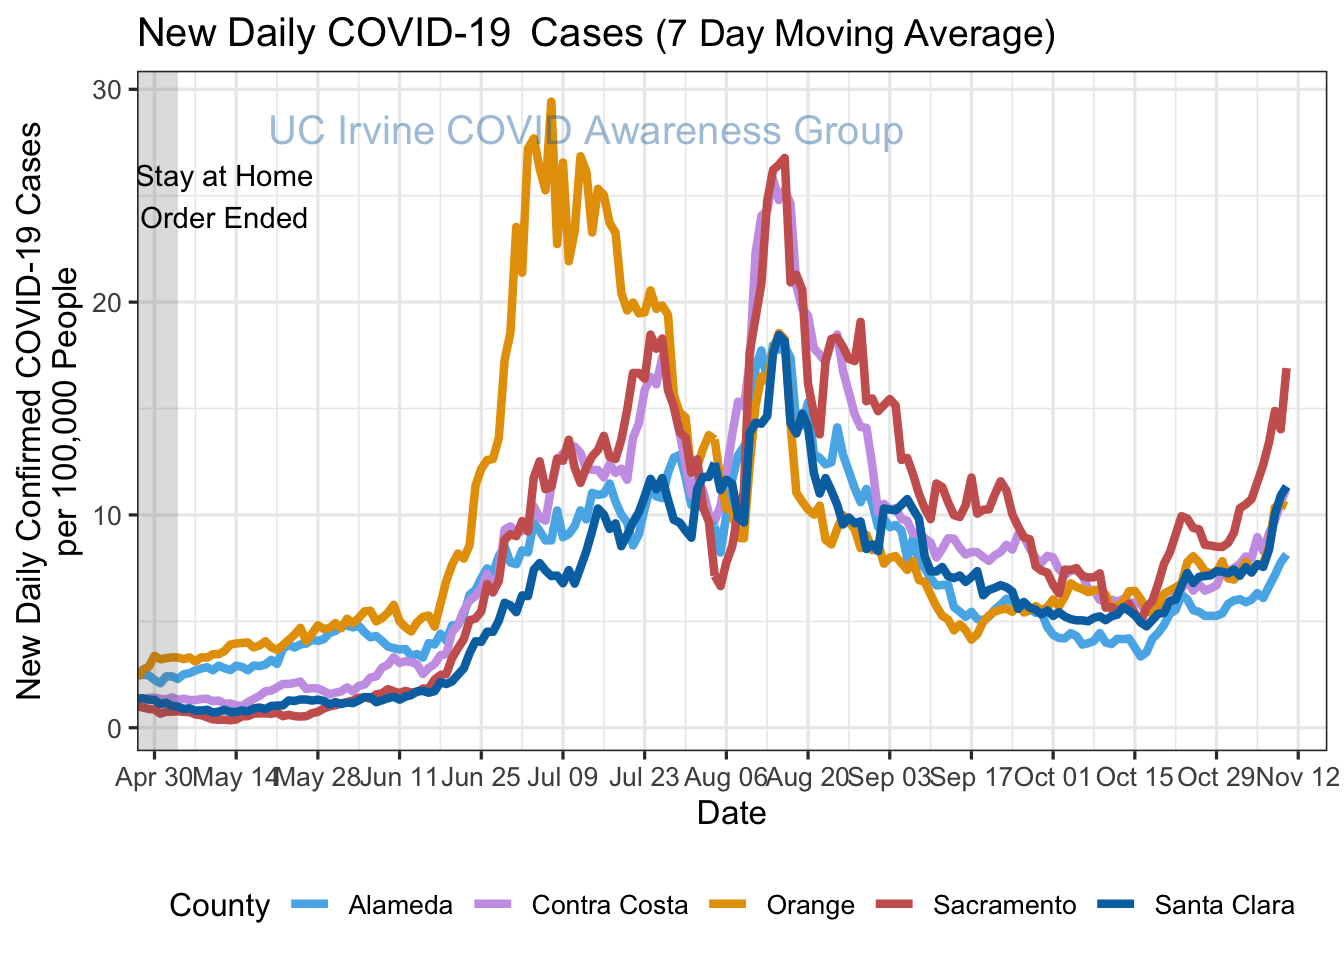 New Daily COVID-19  Cases (7 Day Moving Average)
UC Irvine COVID Awareness Group
Stay at Home
Order Ended
New Daily Confirmed COVID-19 Cases
per 100,000 People
30
20
10
0
Apr 30 May 14 May 28 Jun 11 Jun 25 Jul 09 Jul 23 Aug 06 Aug 20 Sep 03 Sep 17 Oct 01 Oct 15 Oct 29 Nov 12
Date
County Alameda Contra Costa Orange Sacramento Santa Clara